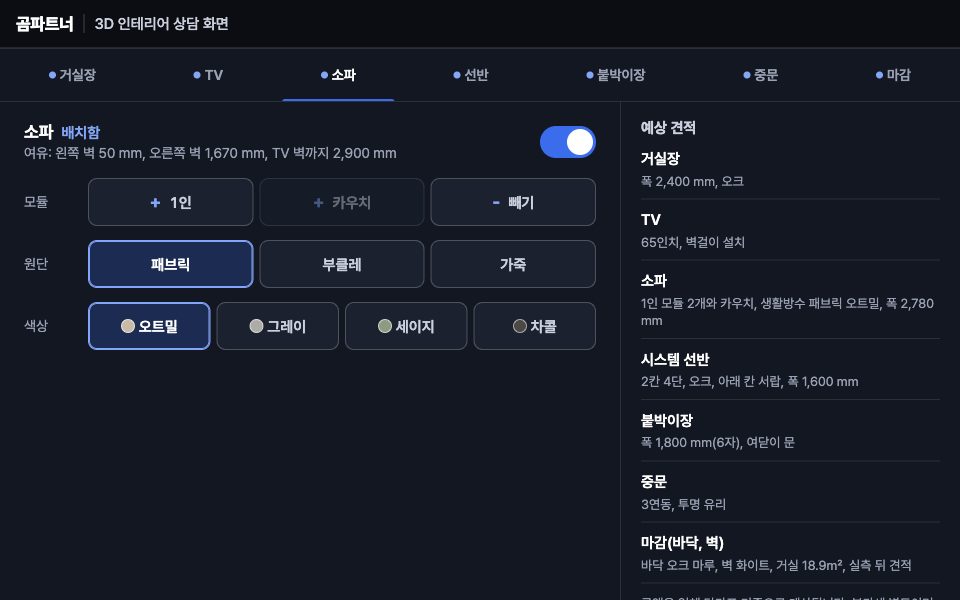 곰파트너 3D 인테리어 상담 화면
거실장 TV 소파 선반 붙박이장 중문 마감
소파 배치함
여유: 왼쪽 벽 50 mm, 오른쪽 벽 1,670 mm, TV 벽까지 2,900 mm
모듈 + 1인 + 카우치 - 빼기
원단 패브릭 부클레 가죽
색상 오트밀 그레이 세이지 차콜
예상 견적
거실장
폭 2,400 mm, 오크
TV
65인치, 벽걸이 설치
소파
1인 모듈 2개와 카우치, 생활방수 패브릭 오트밀, 폭 2,780
mm
시스템 선반
2칸 4단, 오크, 아래 칸 서랍, 폭 1,600 mm
붙박이장
폭 1,800 mm(6자), 여닫이 문
중문
3연동, 투명 유리
마감(바닥, 벽)
바닥 오크 마루, 벽 화이트, 거실 18.9m², 실측 뒤 견적